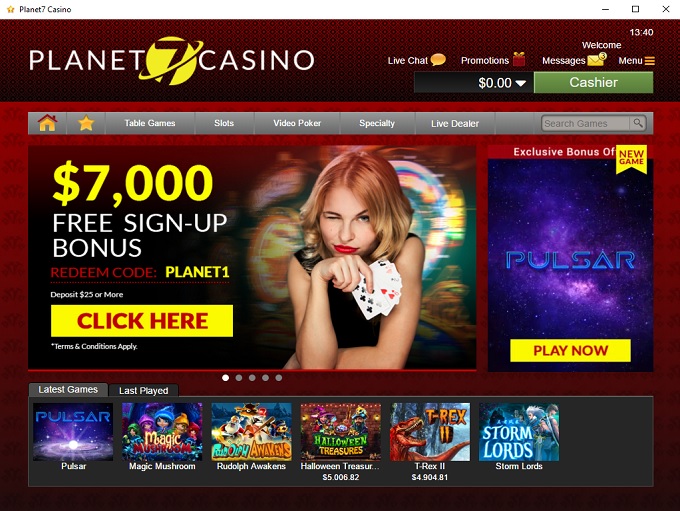 Planet7 Casino
13:40
PLANET 7 CASINO
Welcome
Live Chat
Promotions
Messages 3
Menu
$0.00
Cashier
Table Games
Slots
Video Poker
Specialty
Live Dealer
Search Games
$7,000
FREE SIGN-UP
BONUS
REDEEM CODE: PLANET1
Deposit $25 or More
CLICK HERE
*Terms & Conditions Apply.
Exclusive Bonus Of
NEW
GAME
PULSAR
PLAY NOW
Latest Games
Last Played
PULSAR
Magic
Mushroom
RUDOLPH AWAKENS
HALLOWEEN
TREASURES
T-REX
II
STORM
LORDS
Pulsar
Magic Mushroom
Rudolph Awakens
Halloween Treasur...
T-Rex II
Storm Lords
$5.006.82
$4.904.81